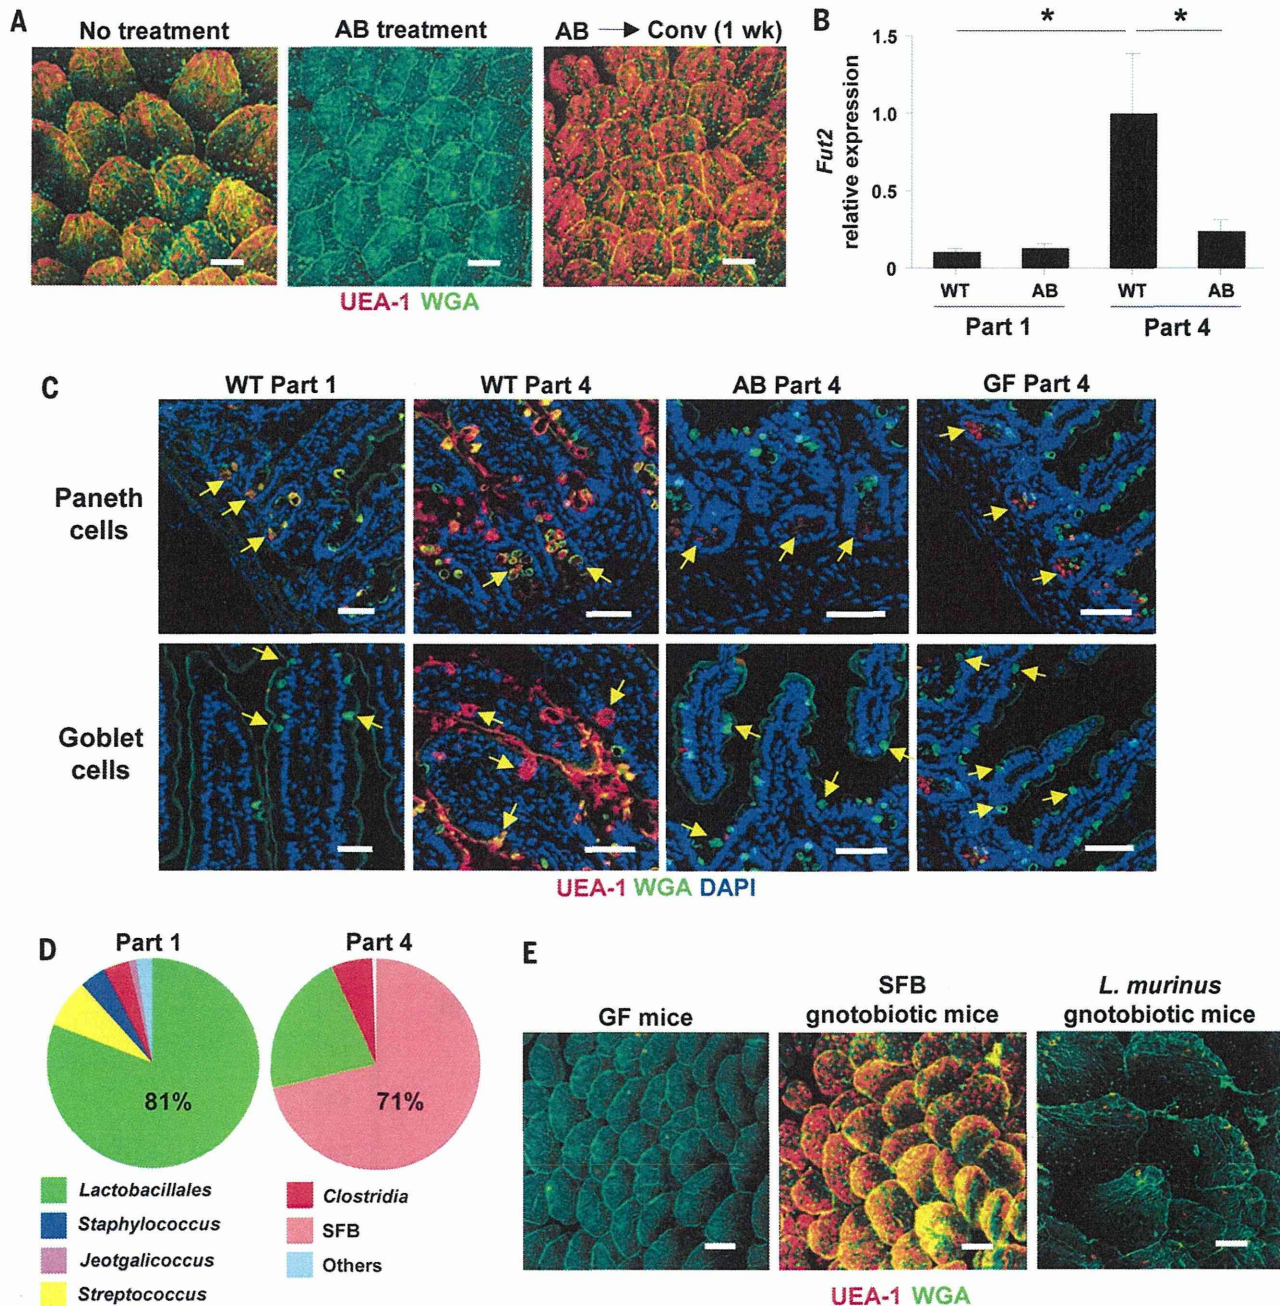 A
No treatment
AB treatment
AB → Conv (1 wk)
UEA-1 WGA
B
* *
1.5
1.0
0.5
0
Fut2
relative expression
WT AB WT AB
Part 1 Part 4
C
WT Part 1 WT Part 4 AB Part 4 GF Part 4
Paneth
cells
Goblet
cells
UEA-1 WGA DAPI
D
Part 1 Part 4
81% 71%
Lactobacillales
Staphylococcus
Jeotgalicoccus
Streptococcus
Clostridia
SFB
Others
E
GF mice
SFB
gnotobiotic mice
L. murinus
gnotobiotic mice
UEA-1 WGA